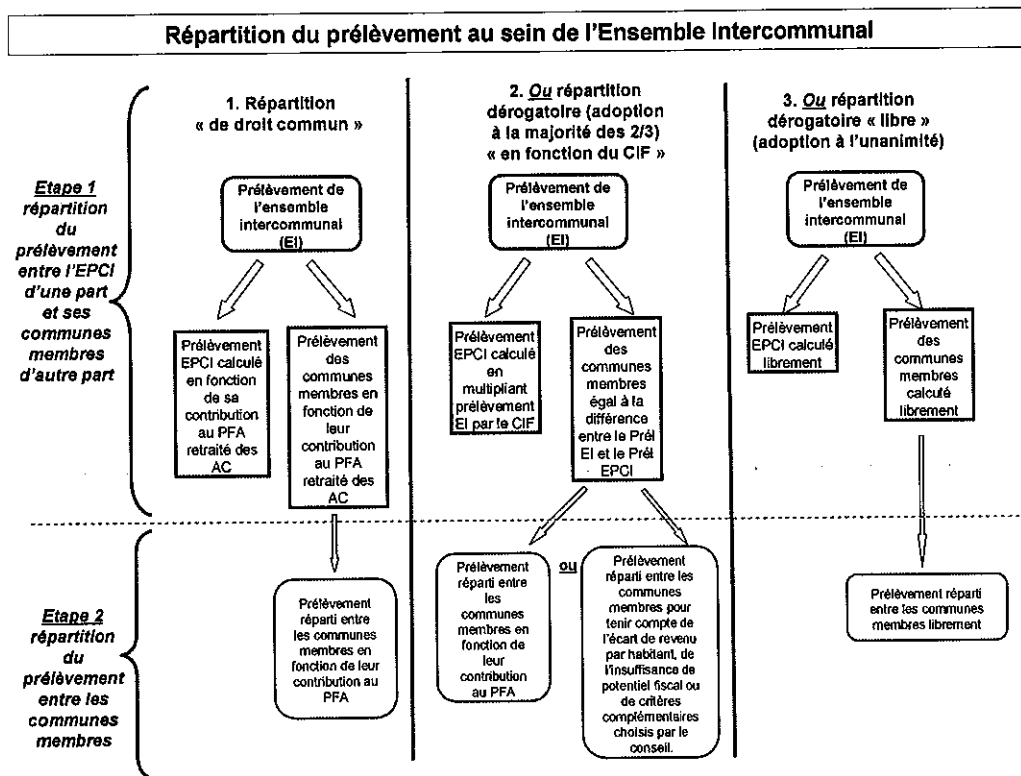 Répartition du prélèvement au sein de l'Ensemble Intercommunal
1. Répartition
« de droit commun »
2. Ou répartition
dérogatoire (adoption
à la majorité des 2/3)
« en fonction du CIF »
3. Ou répartition
dérogatoire « libre »
(adoption à l'unanimité)
Etape 1
répartition
du
prélèvement
entre l'EPCI
d'une part
et ses
communes
membres
d'autre part
Prélèvement de
l'ensemble
intercommunal
(EI)
Prélèvement de
l'ensemble
intercommunal
(EI)
Prélèvement de
l'ensemble
intercommunal
(EI)
Prélèvement
EPCI calculé
en fonction
de sa
contribution
au PFA
retraité des
AC
Prélèvement
des
communes
membres en
fonction de
leur
contribution
au PFA
retraité des
AC
Prélèvement
EPCI calculé
en
multipliant
prélèvement
EI par le CIF
Prélèvement
des
communes
membres
égal à la
différence
entre le Prél
EI et le Prél
EPCI
Prélèvement
EPCI calculé
librement
Prélèvement
des
communes
membres
calculé
librement
Etape 2
répartition
du
prélèvement
entre les
communes
membres
Prélèvement
réparti entre
les communes
membres en
fonction de leur
contribution au
PFA
Prélèvement
réparti entre
les
communes
membres en
fonction de
leur
contribution
au PFA
ou
Prélèvement
réparti entre les
communes
membres pour
tenir compte de
l'écart de revenu
par habitant, de
l'insuffisance de
potentiel fiscal ou
de critères
complémentaires
choisis par le
conseil.
Prélèvement réparti
entre les communes
membres librement